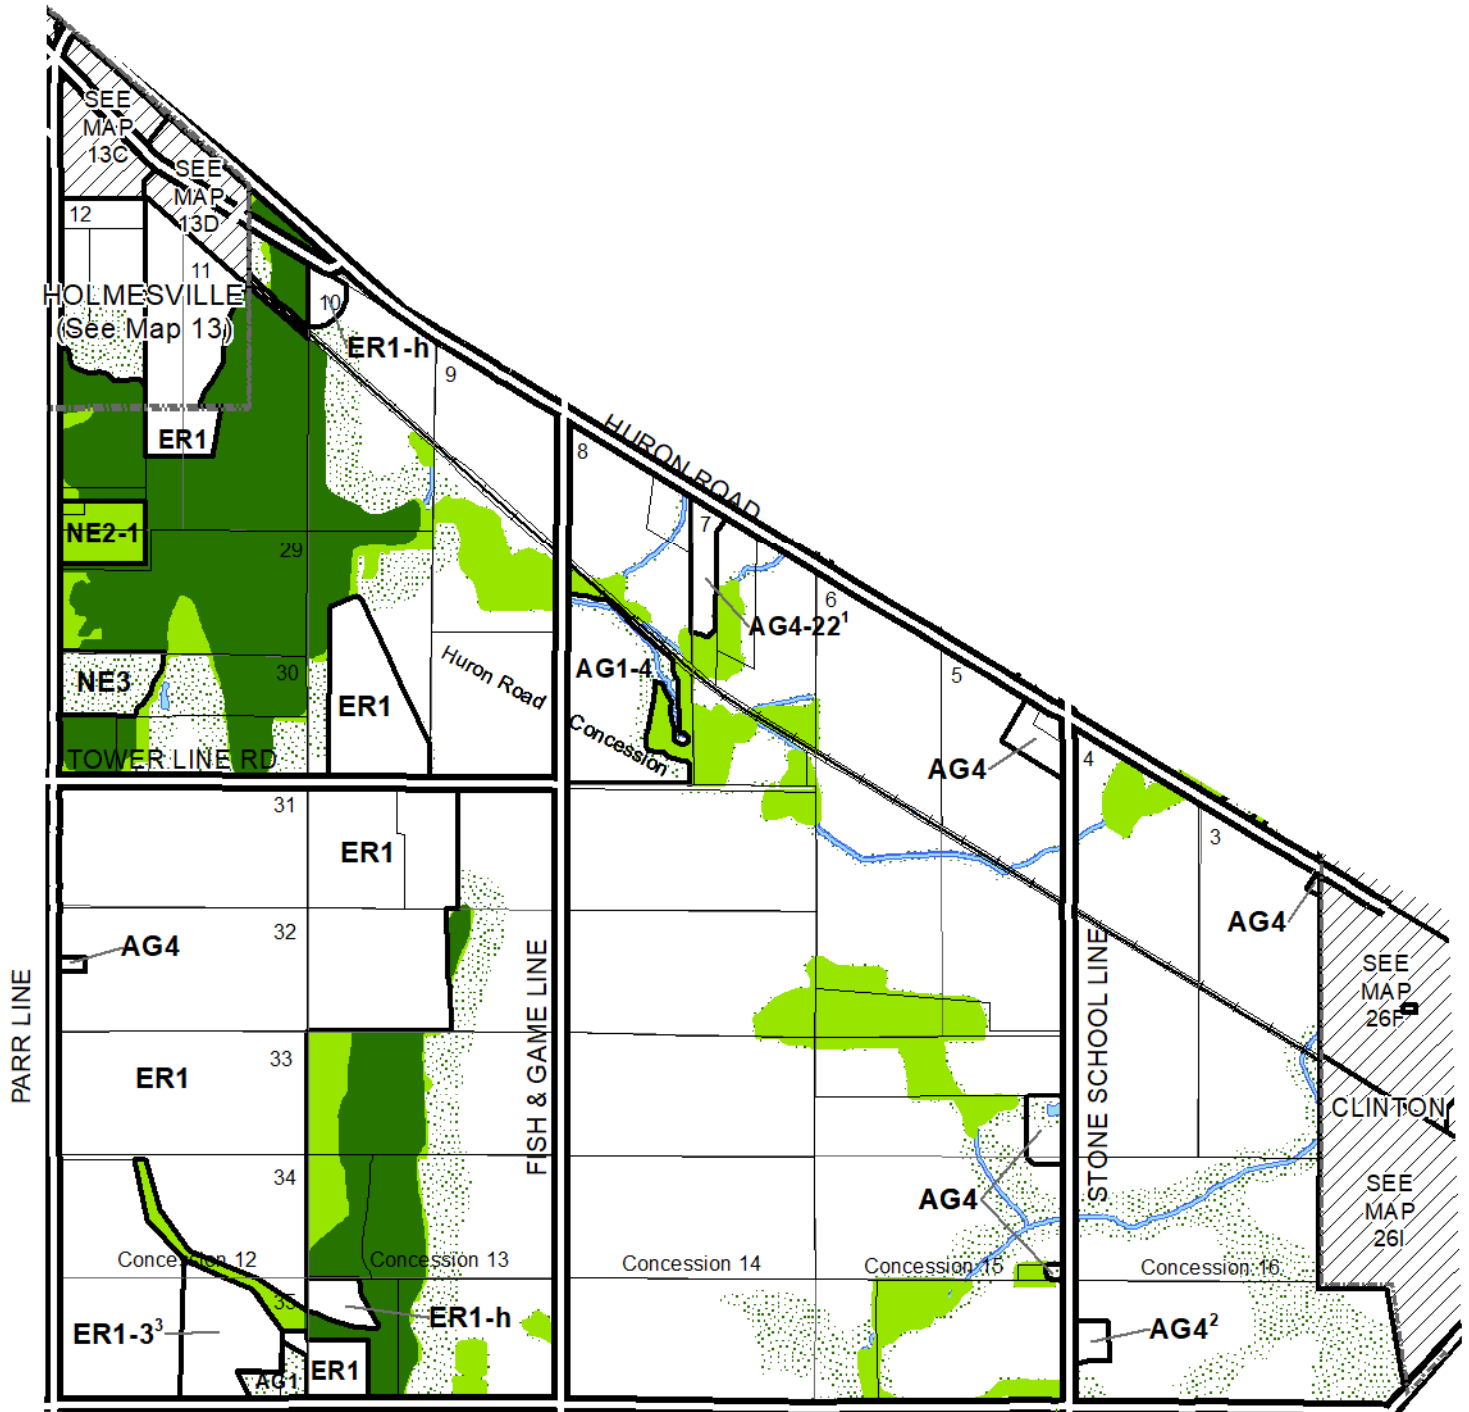 SEE
MAP
13C
SEE
MAP
13D
12
11
HOLMESVILLE
(See Map 13)
10
ER1-h
9
ER1
HURON ROAD
8
7
NE2-1
29
6
AG4-22¹
NE3
30
ER1
Huron Road
Concession
AG1-4
5
AG4
4
TOWER LINE RD
31
ER1
3
AG4
32
AG4
PARR LINE
FISH & GAME LINE
STONE SCHOOL LINE
SEE
MAP
26F
33
ER1
CLINTON
34
AG4
SEE
MAP
26I
Concession 12
Concession 13
Concession 14
Concession 15
Concession 16
35
ER1-3³
ER1-h
AG4²
AG1
ER1